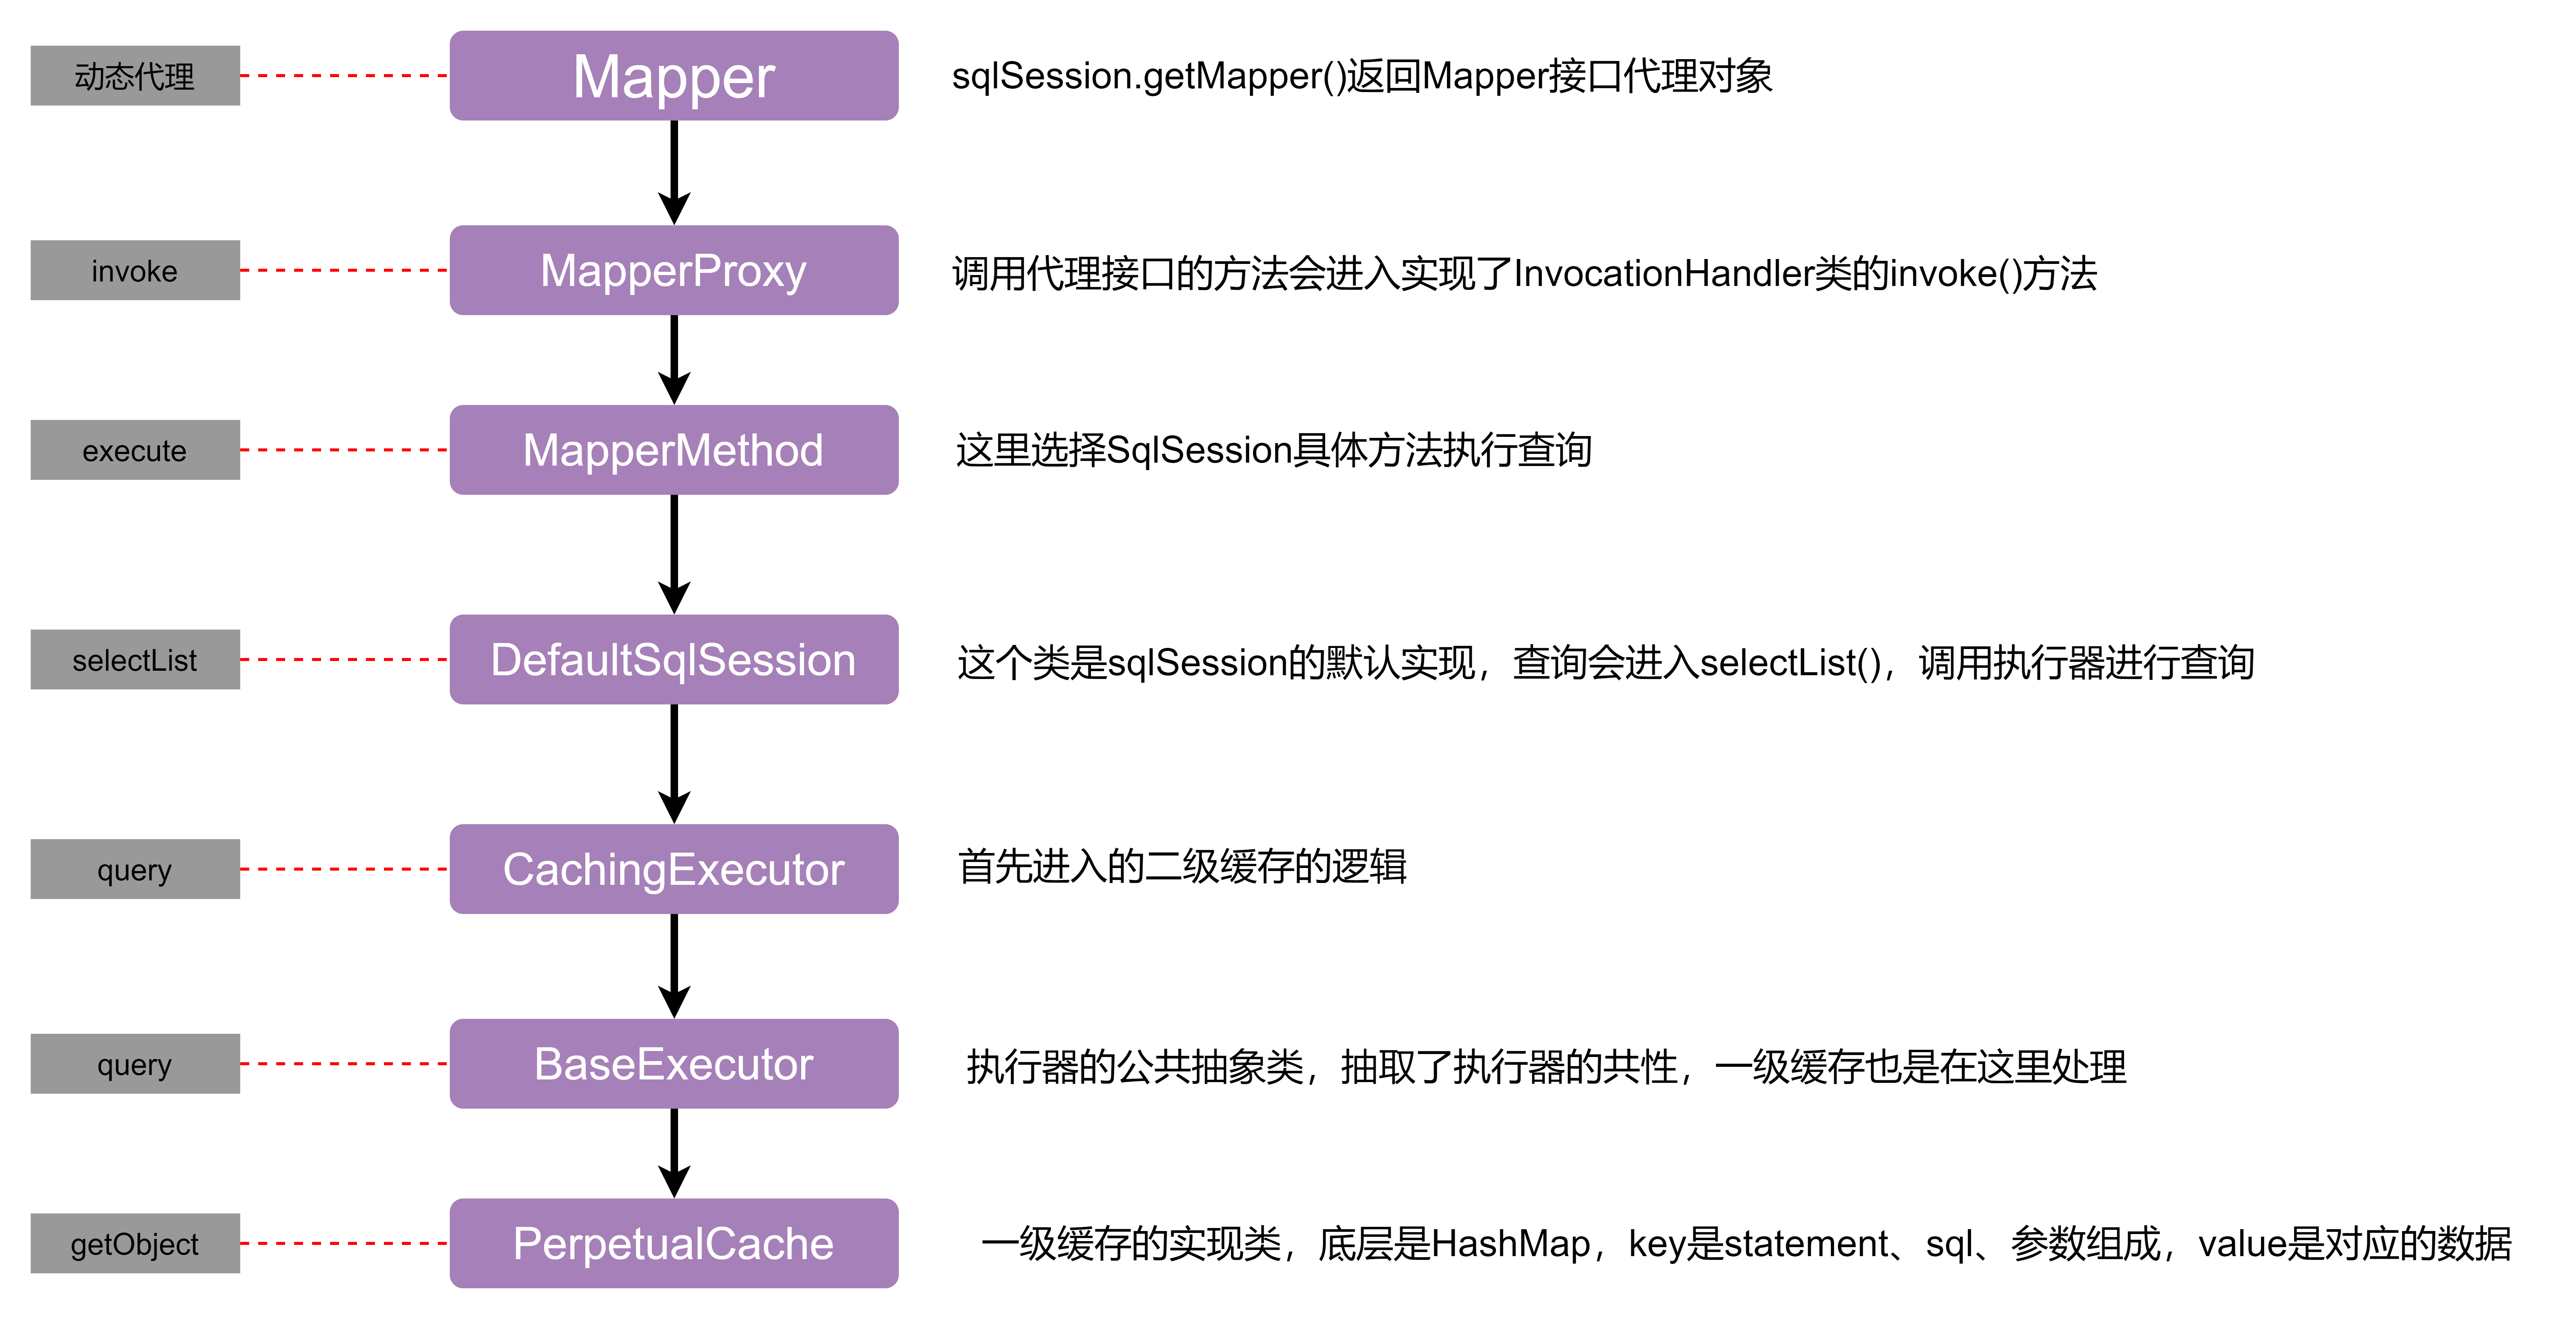 动态代理
Mapper
sqlSession.getMapper()返回Mapper接口代理对象
invoke
MapperProxy
调用代理接口的方法会进入实现了InvocationHandler类的invoke()方法
execute
MapperMethod
这里选择SqlSession具体方法执行查询
selectList
DefaultSqlSession
这个类是sqlSession的默认实现，查询会进入selectList()，调用执行器进行查询
query
CachingExecutor
首先进入的二级缓存的逻辑
query
BaseExecutor
执行器的公共抽象类，抽取了执行器的共性，一级缓存也是在这里处理
getObject
PerpetualCache
一级缓存的实现类，底层是HashMap，key是statement、sql、参数组成，value是对应的数据